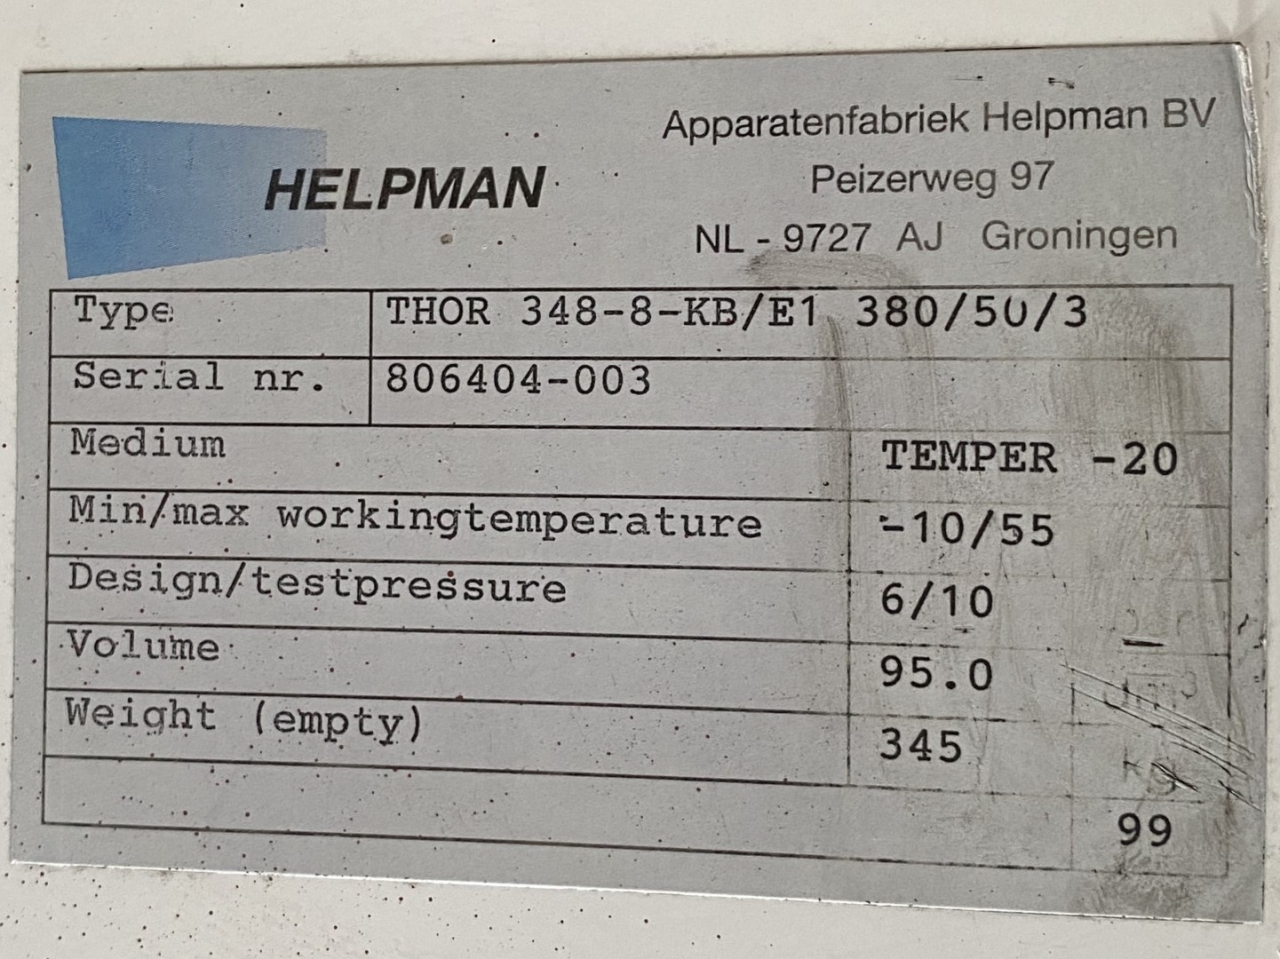 Apparatenfabriek Helpman BV
HELPMAN
Peizerweg 97
NL - 9727 AJ Groningen
Type THOR 348-8-KB/E1 380/50/3
Serial nr. 806404-003
Medium TEMPER -20
Min/max workingtemperature -10/55
Design/testpressure 6/10
Volume 95.0
Weight (empty) 345 kg
99